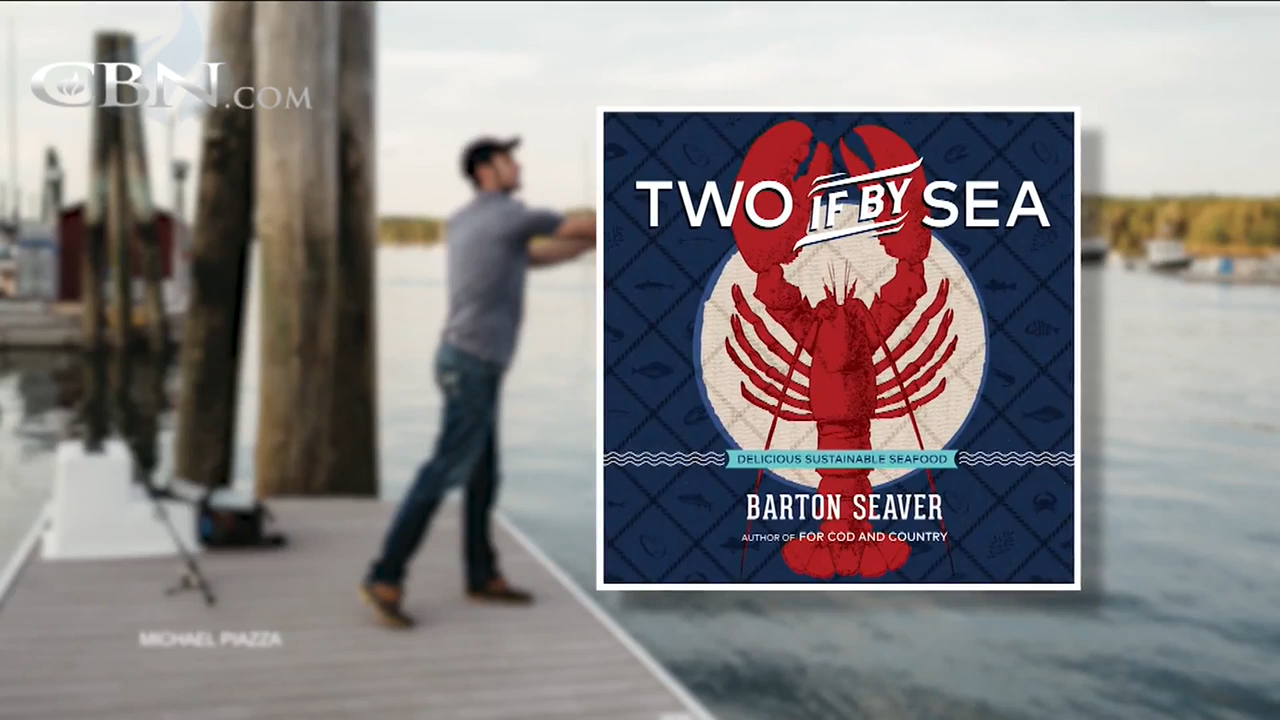 CBN.COM
TWO IF BY SEA
DELICIOUS SUSTAINABLE SEAFOOD
BARTON SEAVER
AUTHOR OF FOR COD AND COUNTRY
MICHAEL PIAZZA